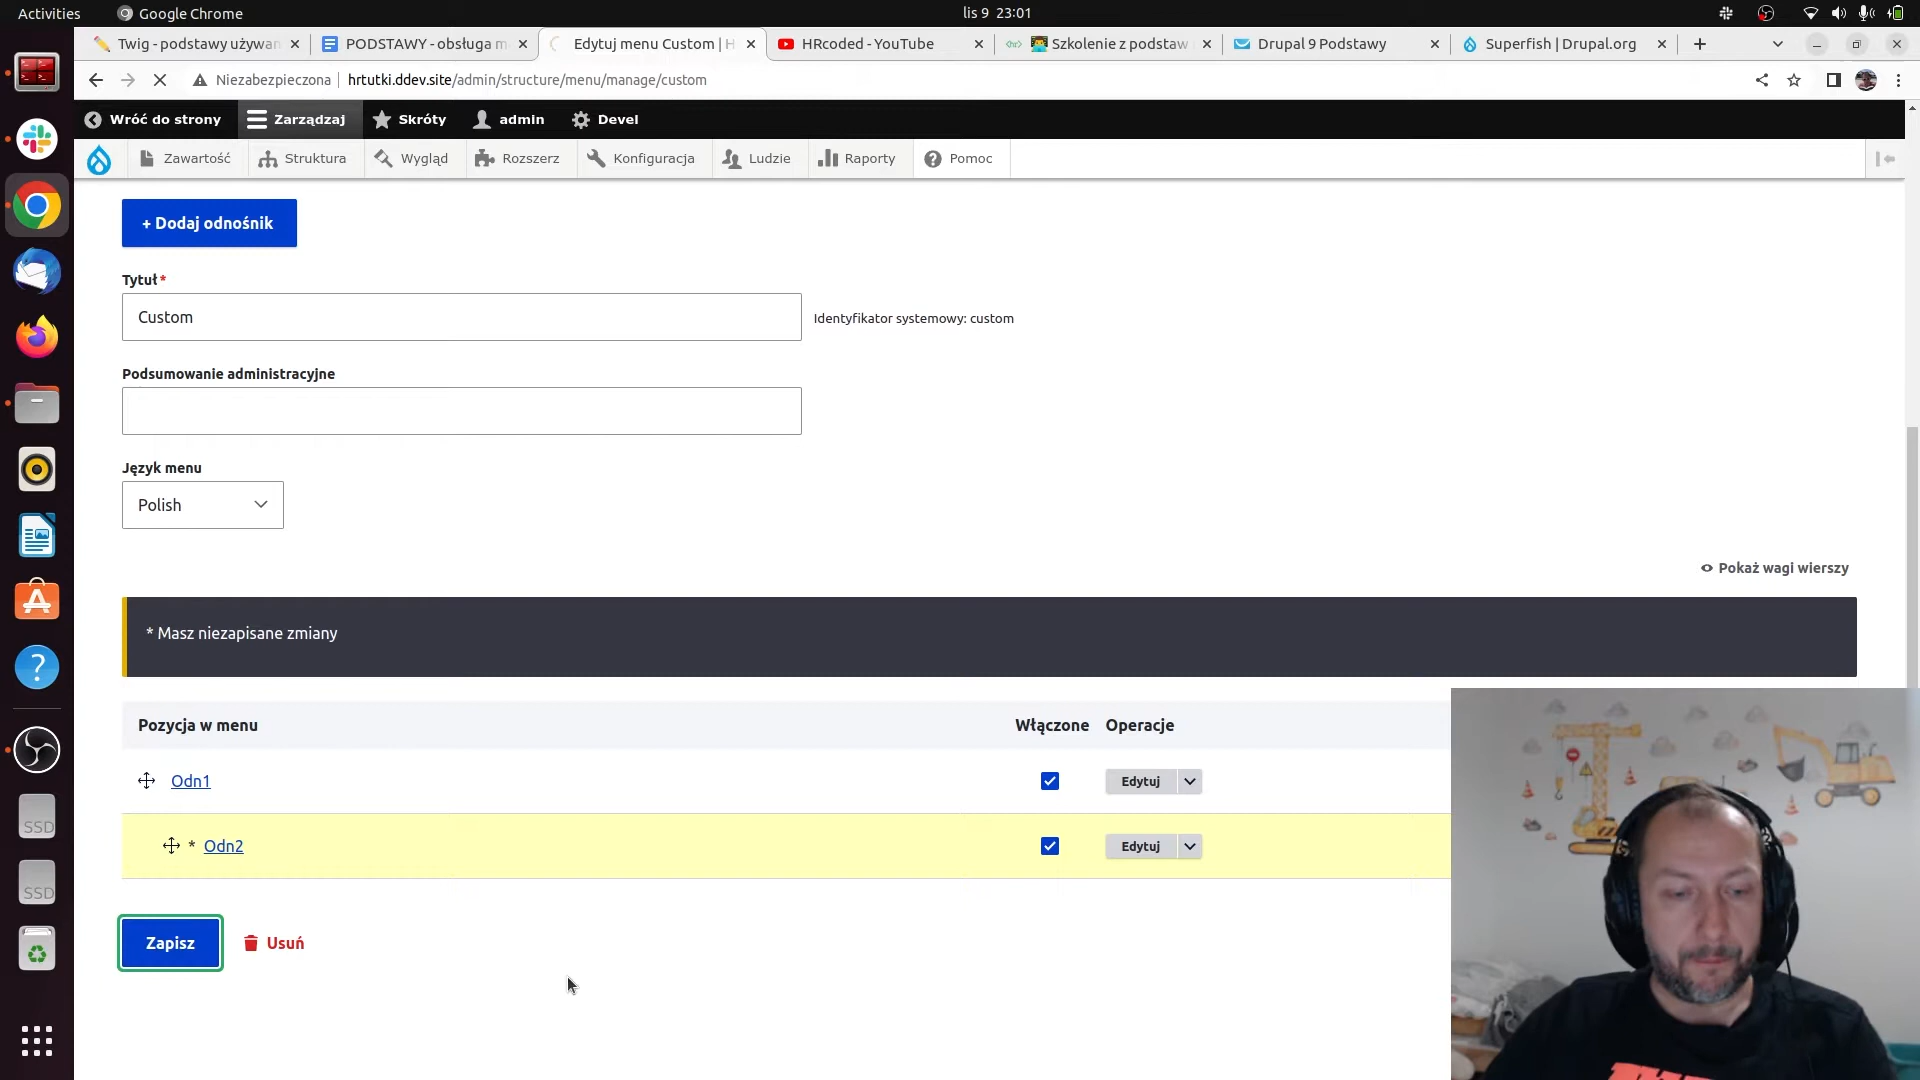 Activities
Google Chrome
lis 9 23:01
Twig - podstawy używan
PODSTAWY - obsługa m
Edytuj menu Custom | H
HRcoded - YouTube
Szkolenie z podstaw
Drupal 9 Podstawy
Superfish | Drupal.org
Niezabezpieczona
hrtutki.ddev.site/admin/structure/menu/manage/custom
Wróć do strony
Zarządzaj
Skróty
admin
Devel
Zawartość
Struktura
Wygląd
Rozszerz
Konfiguracja
Ludzie
Raporty
Pomoc
+ Dodaj odnośnik
Tytuł*
Custom
Identyfikator systemowy: custom
Podsumowanie administracyjne
Język menu
Polish
Pokaż wagi wierszy
* Masz niezapisane zmiany
Pozycja w menu
Włączone
Operacje
Odn1
Edytuj
* Odn2
Edytuj
Zapisz
Usuń
SSD
SSD